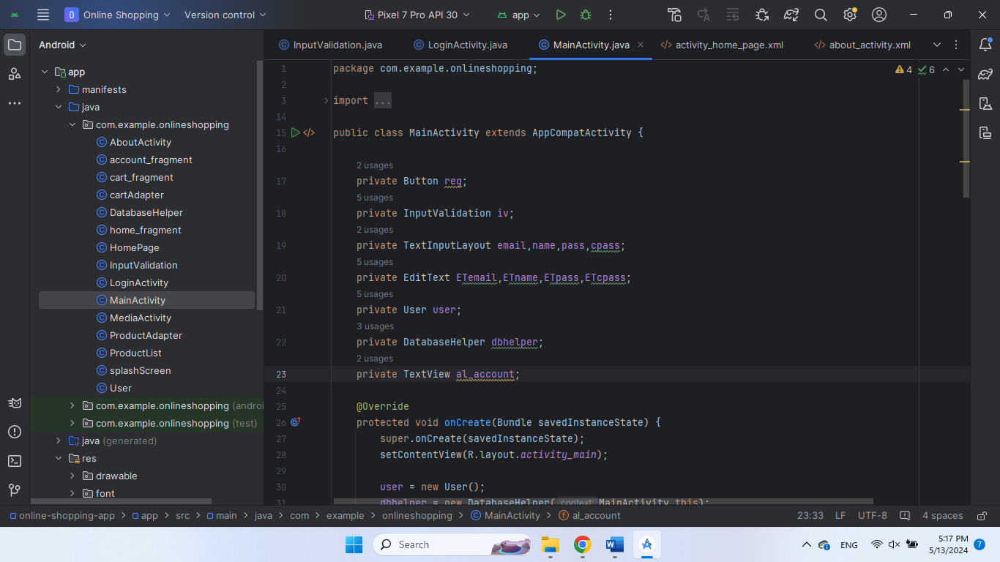 Online Shopping
Version control
Pixel 7 Pro API 30
app
Android
app
manifests
java
com.example.onlineshopping
AboutActivity
account_fragment
cart_fragment
cartAdapter
DatabaseHelper
home_fragment
HomePage
InputValidation
LoginActivity
MainActivity
MediaActivity
ProductAdapter
ProductList
splashScreen
User
com.example.onlineshopping (androi
com.example.onlineshopping (test)
java (generated)
res
drawable
font
InputValidation.java
LoginActivity.java
MainActivity.java
activity_home_page.xml
about_activity.xml
4 6
1 package com.example.onlineshopping;
2
3 import ...
14
15 public class MainActivity extends AppCompatActivity {
16
2 usages
17 private Button reg;
5 usages
18 private InputValidation iv;
2 usages
19 private TextInputLayout email,name,pass,cpass;
5 usages
20 private EditText ETemail,ETname,ETpass,ETcpass;
5 usages
21 private User user;
3 usages
22 private DatabaseHelper dbhelper;
2 usages
23 private TextView al_account;
24
25 @Override
26 protected void onCreate(Bundle savedInstanceState) {
27 super.onCreate(savedInstanceState);
28 setContentView(R.layout.activity_main);
29
30 user = new User();
31 dbhelper = new DatabaseHelper( context: MainActivity.this);
online-shopping-app > app > src > main > java > com > example > onlineshopping > MainActivity > al_account
23:33 LF UTF-8 4 spaces
Search
ENG
5:17 PM
5/13/2024
7